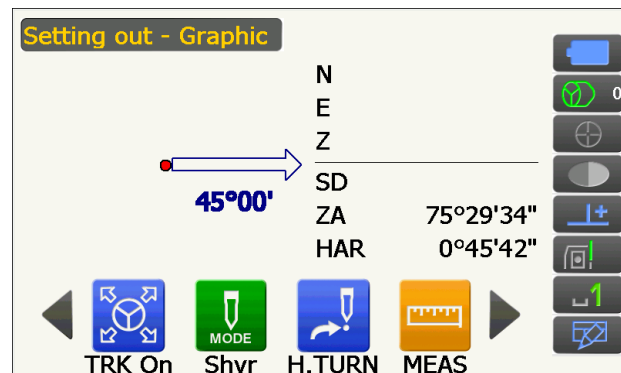 Setting out - Graphic
N
E
Z
0
45°00'
SD
ZA 75°29'34"
HAR 0°45'42"
1
MODE
TRK On Shvr H.TURN MEAS